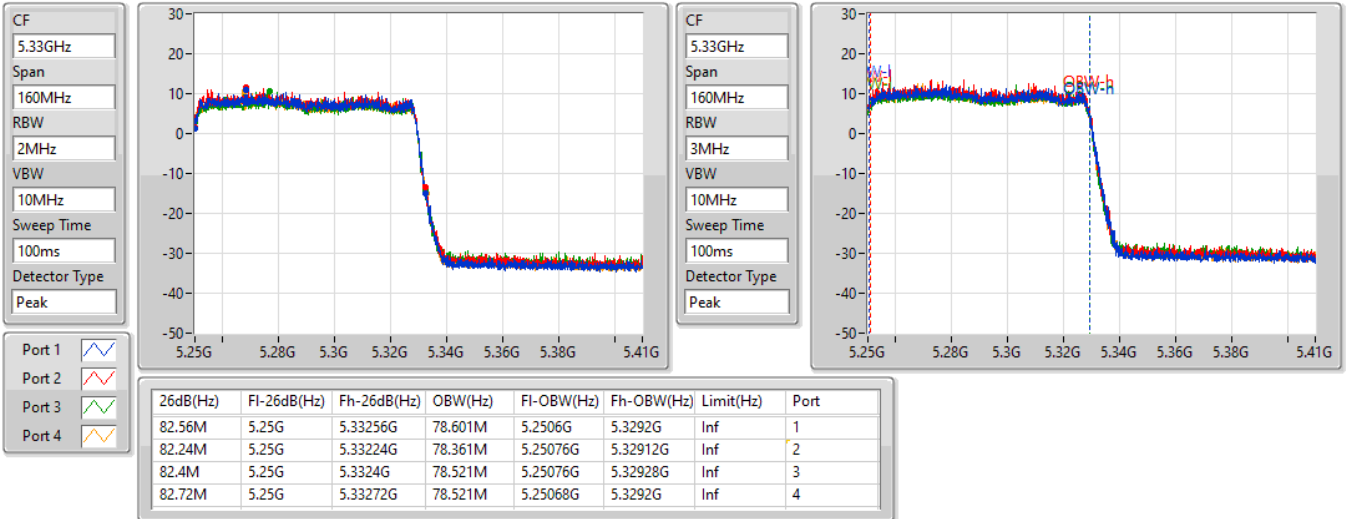 CF
5.33GHz
Span
160MHz
RBW
2MHz
VBW
10MHz
Sweep Time
100ms
Detector Type
Peak
30
20
10
0
-10
-20
-30
-40
-50
5.25G 5.28G 5.3G 5.32G 5.34G 5.36G 5.38G 5.41G
CF
5.33GHz
Span
160MHz
RBW
3MHz
VBW
10MHz
Sweep Time
100ms
Detector Type
Peak
30
20
10
0
-10
-20
-30
-40
-50
OBW-h
OBW-h
5.25G 5.28G 5.3G 5.32G 5.34G 5.36G 5.38G 5.41G
Port 1
Port 2
Port 3
Port 4
26dB(Hz) Fl-26dB(Hz) Fh-26dB(Hz) OBW(Hz) Fl-OBW(Hz) Fh-OBW(Hz) Limit(Hz) Port
82.56M 5.25G 5.33256G 78.601M 5.2506G 5.3292G Inf 1
82.24M 5.25G 5.33224G 78.361M 5.25076G 5.32912G Inf 2
82.4M 5.25G 5.3324G 78.521M 5.25076G 5.32928G Inf 3
82.72M 5.25G 5.33272G 78.521M 5.25068G 5.3292G Inf 4